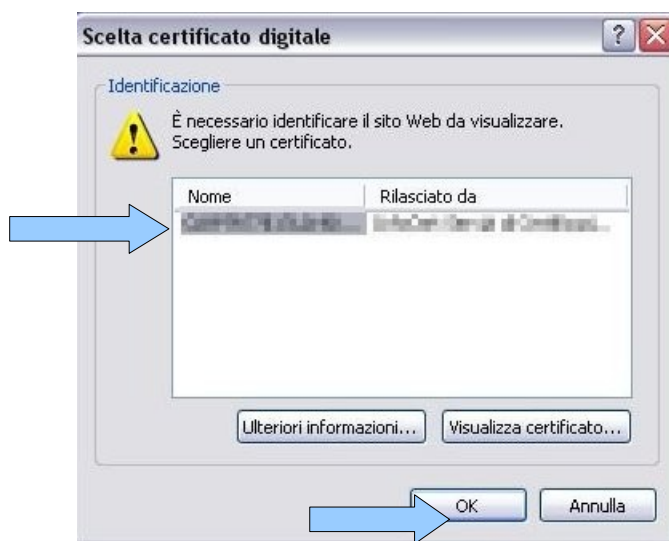 Scelta certificato digitale
Identificazione
È necessario identificare il sito Web da visualizzare.
Scegliere un certificato.
Nome Rilasciato da
Ulteriori informazioni... Visualizza certificato...
OK Annulla